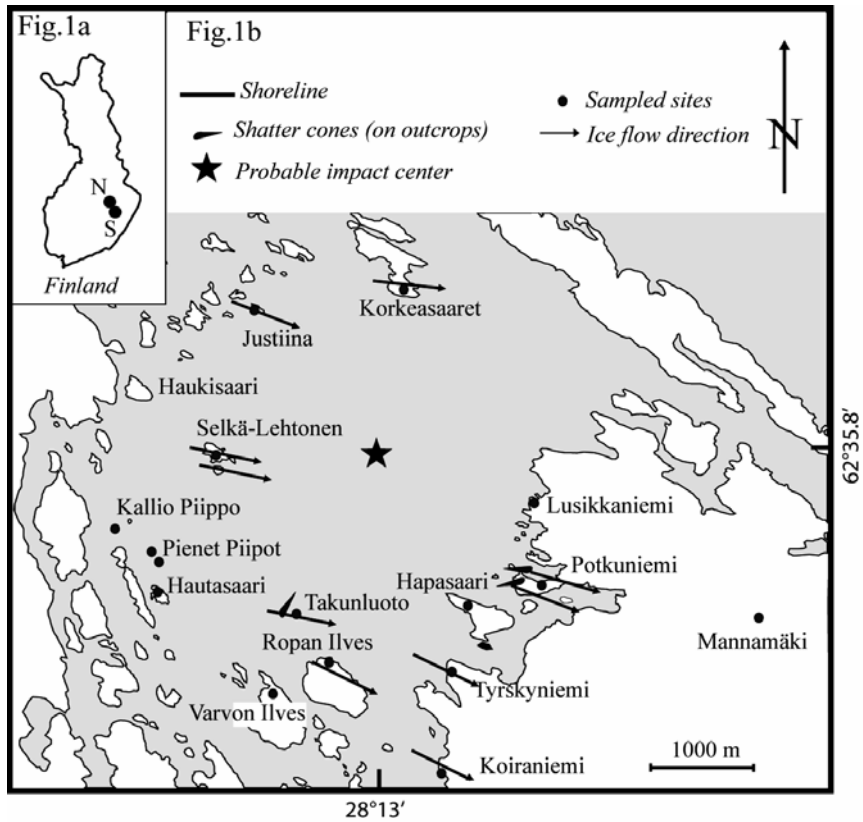 Fig.1a
Fig.1b
Shoreline
Sampled sites
Shatter cones (on outcrops)
Ice flow direction
N
Probable impact center
N
S
Finland
Korkeasaaret
Justiina
Haukisaari
Selkä-Lehtonen
62°35.8'
Lusikkaniemi
Kallio Piippo
Pienet Piipot
Potkuniemi
Hapasaari
Hautasaari
Takunluoto
Mannamäki
Ropan Ilves
Tyrskyniemi
Varvon Ilves
Koiraniemi
1000 m
28°13'